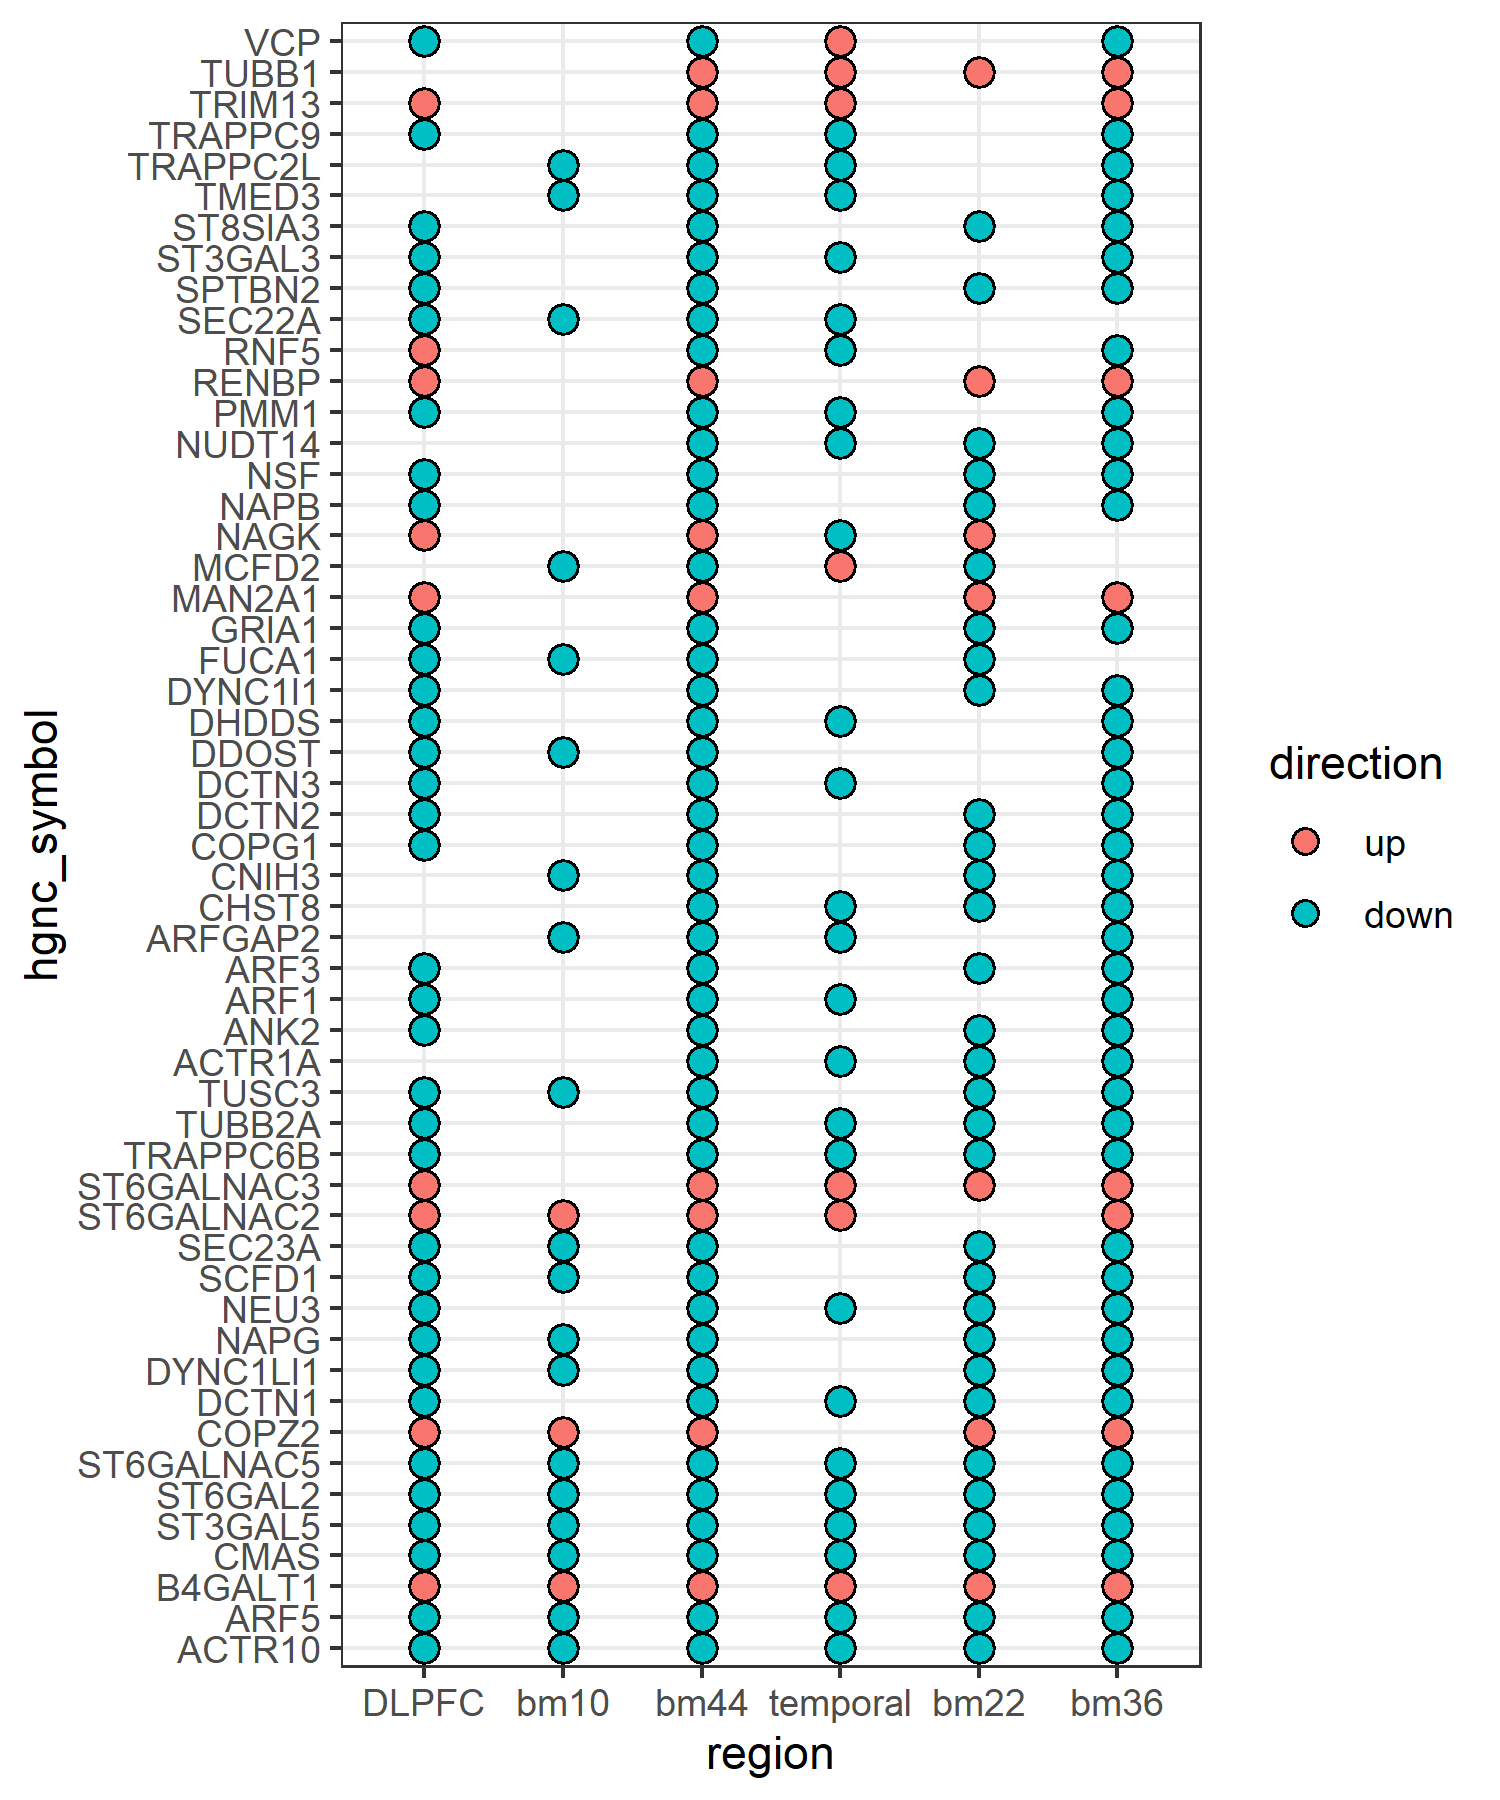 VCP
TUBB1
TRIM13
TRAPPC9
TRAPPC2L
TMED3
ST8SIA3
ST3GAL3
SPTBN2
SEC22A
RNF5
RENBP
PMM1
NUDT14
NSF
NAPB
NAGK
MCFD2
MAN2A1
GRIA1
FUCA1
DYNC1I1
DHDDS
DDOST
DCTN3
DCTN2
COPG1
CNIH3
CHST8
ARFGAP2
ARF3
ARF1
ANK2
ACTR1A
TUSC3
TUBB2A
TRAPPC6B
ST6GALNAC3
ST6GALNAC2
SEC23A
SCFD1
NEU3
NAPG
DYNC1LI1
DCTN1
COPZ2
ST6GALNAC5
ST6GAL2
ST3GAL5
CMAS
B4GALT1
ARF5
ACTR10
hgnc_symbol
DLPFC bm10 bm44 temporal bm22 bm36
region
direction
up
down